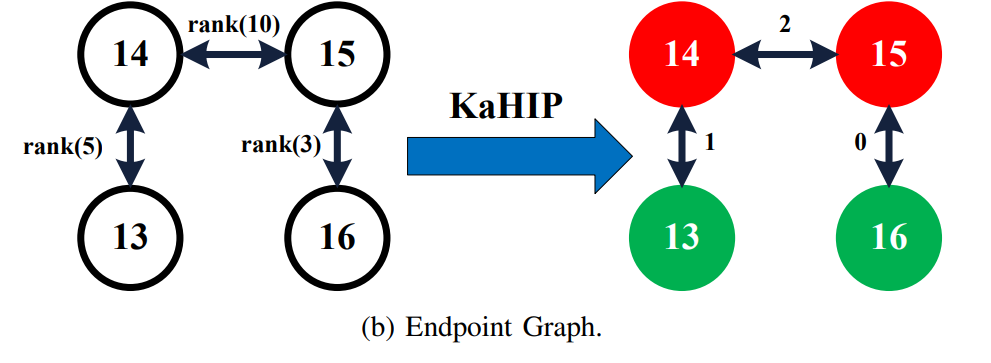 rank(10)
14
15
rank(5)
rank(3)
13
16
KaHIP
2
14
15
1
0
13
16
(b) Endpoint Graph.